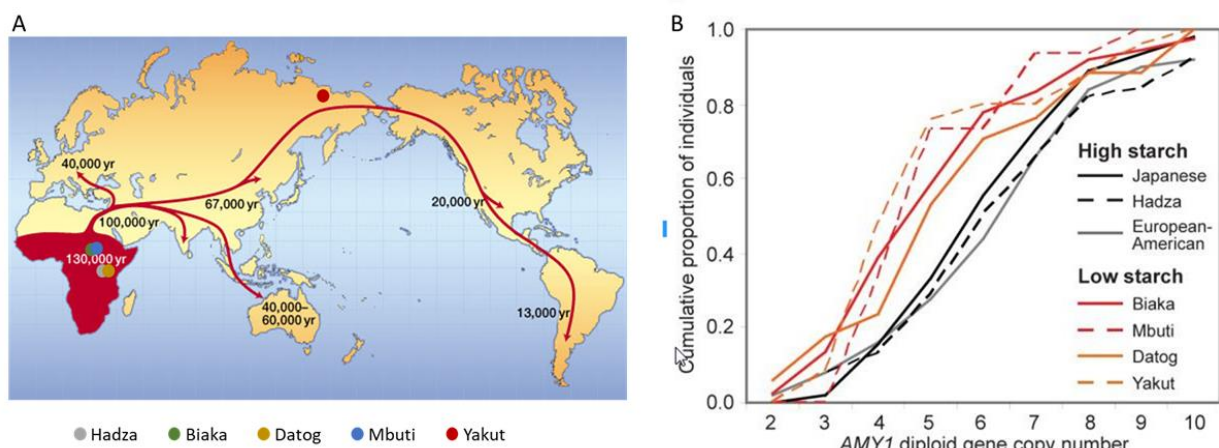 A
40,000 yr
67,000 yr
100,000 yr
130,000 yr
20,000 yr
40,000–
60,000 yr
13,000 yr
Hadza
Biaka
Datog
Mbuti
Yakut
B
Cumulative proportion of individuals
1.0
0.8
0.6
0.4
0.2
0.0
2 3 4 5 6 7 8 9 10
High starch
Japanese
Hadza
European-
American
Low starch
Biaka
Mbuti
Datog
Yakut
AMY1 diploid gene copy number